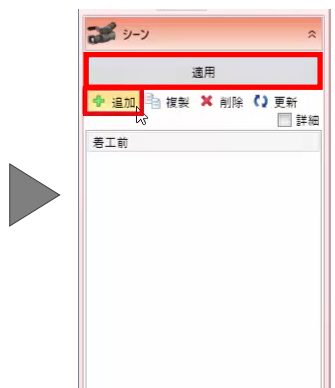 シーン
適用
追加 複製 削除 更新
詳細
着工前